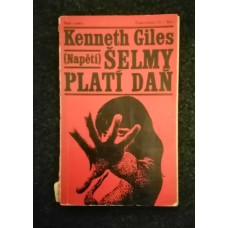 Kenneth Giles
(Napětí) ŠELMY
PLATÍ DAŇ